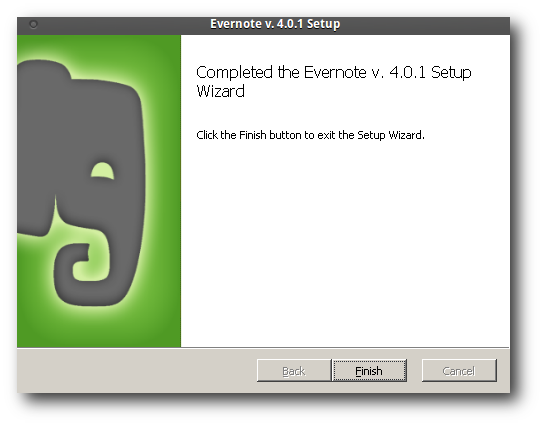 Evernote v. 4.0.1 Setup
Completed the Evernote v. 4.0.1 Setup
Wizard
Click the Finish button to exit the Setup Wizard.
Back Finish Cancel